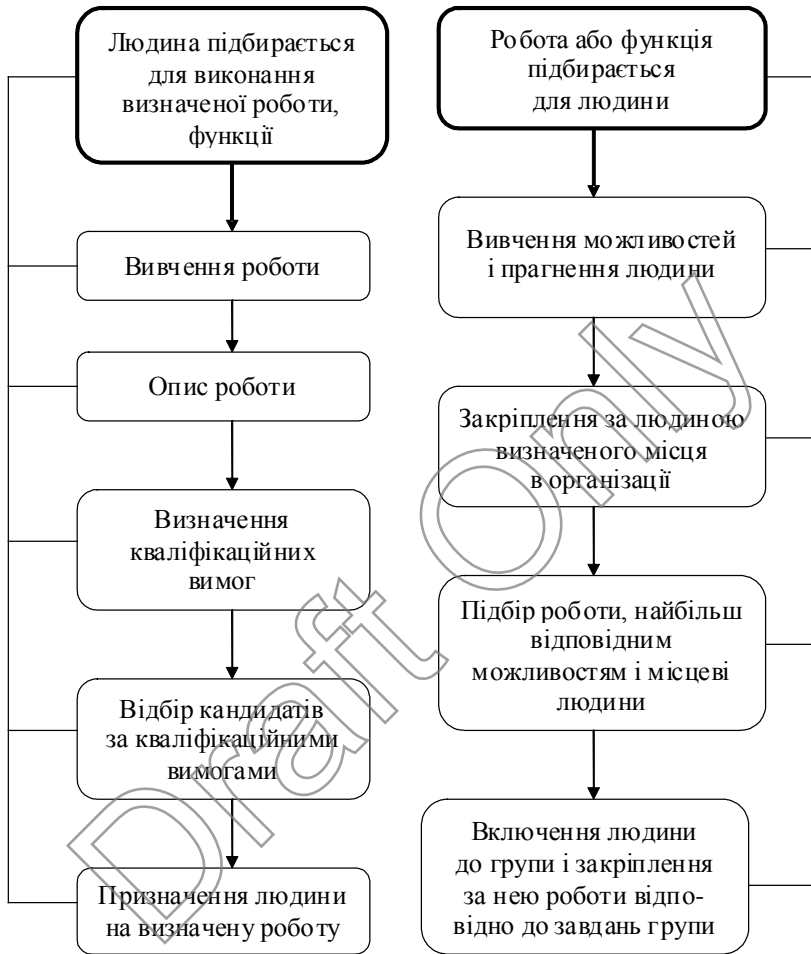 Людина підбирається
для виконання
визначеної роботи,
функції
Вивчення роботи
Опис роботи
Визначення
кваліфікаційних
вимог
Відбір кандидатів
за кваліфікаційними
вимогами
Призначення людини
на визначену роботу
Робота або функція
підбирається
для людини
Вивчення можливостей
і прагнення людини
Закріплення за людиною
визначеного місця
в організації
Підбір роботи, найбільш
відповідним
можливостям і місцеві
людини
Включення людини
до групи і закріплення
за нею роботи відпо-
відно до завдань групи
Draft Only